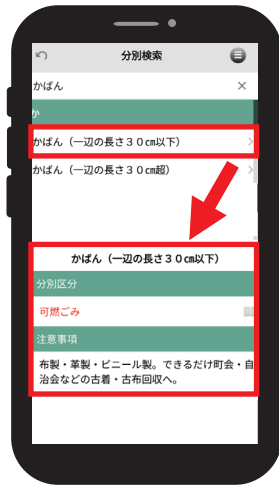 分別検索
かばん
か
かばん（一辺の長さ３０㎝以下）
かばん（一辺の長さ３０㎝超）
かばん（一辺の長さ３０㎝以下）
分別区分
可燃ごみ
注意事項
布製・革製・ビニール製。できるだけ町会・自
治会などの古着・古布回収へ。